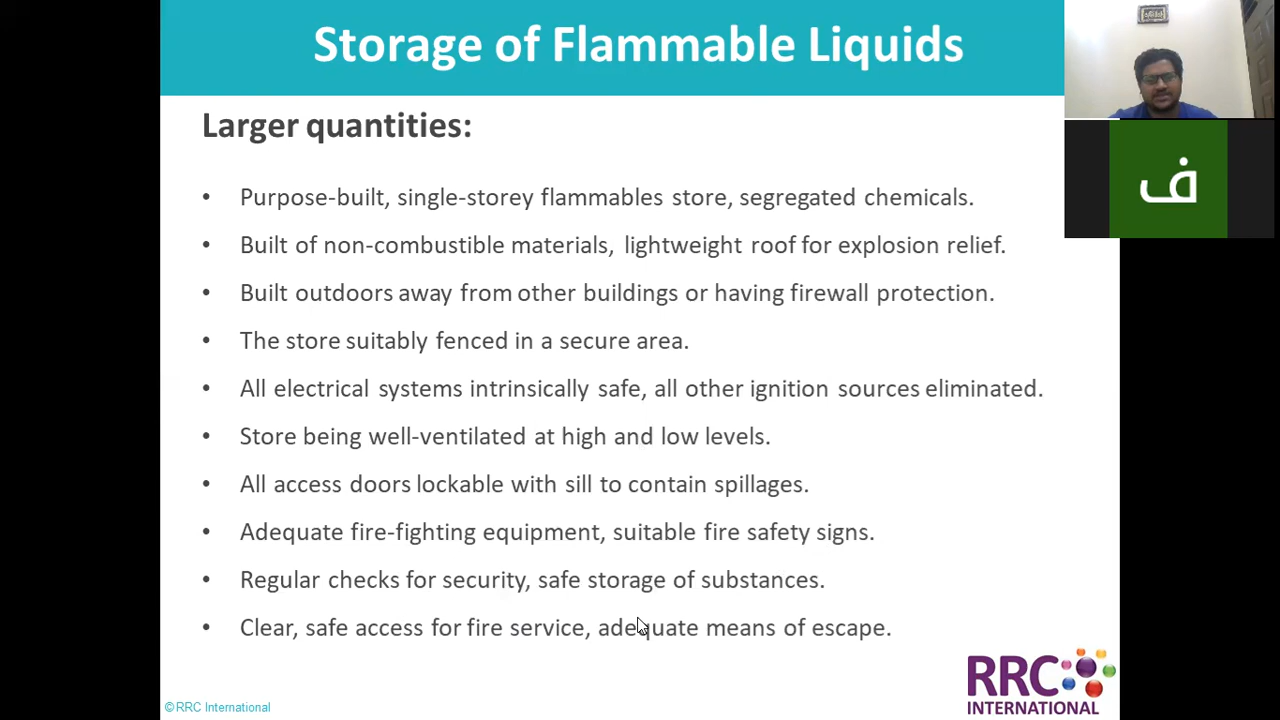 Storage of Flammable Liquids
Larger quantities:
• Purpose-built, single-storey flammables store, segregated chemicals.
• Built of non-combustible materials, lightweight roof for explosion relief.
• Built outdoors away from other buildings or having firewall protection.
• The store suitably fenced in a secure area.
• All electrical systems intrinsically safe, all other ignition sources eliminated.
• Store being well-ventilated at high and low levels.
• All access doors lockable with sill to contain spillages.
• Adequate fire-fighting equipment, suitable fire safety signs.
• Regular checks for security, safe storage of substances.
• Clear, safe access for fire service, adequate means of escape.
©RRC International
RRC
INTERNATIONAL
ف